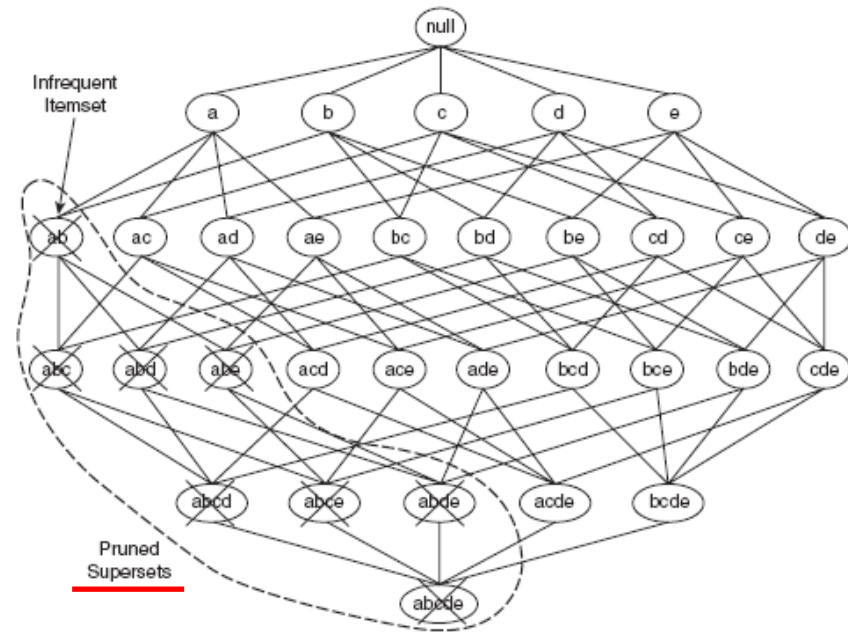 null
Infrequent
Itemset
a b c d e
ab ac ad ae bc bd be cd ce de
abc abd abe acd ace ade bcd bce bde cde
abcd abce abde acde bcde
Pruned
Supersets
abcde